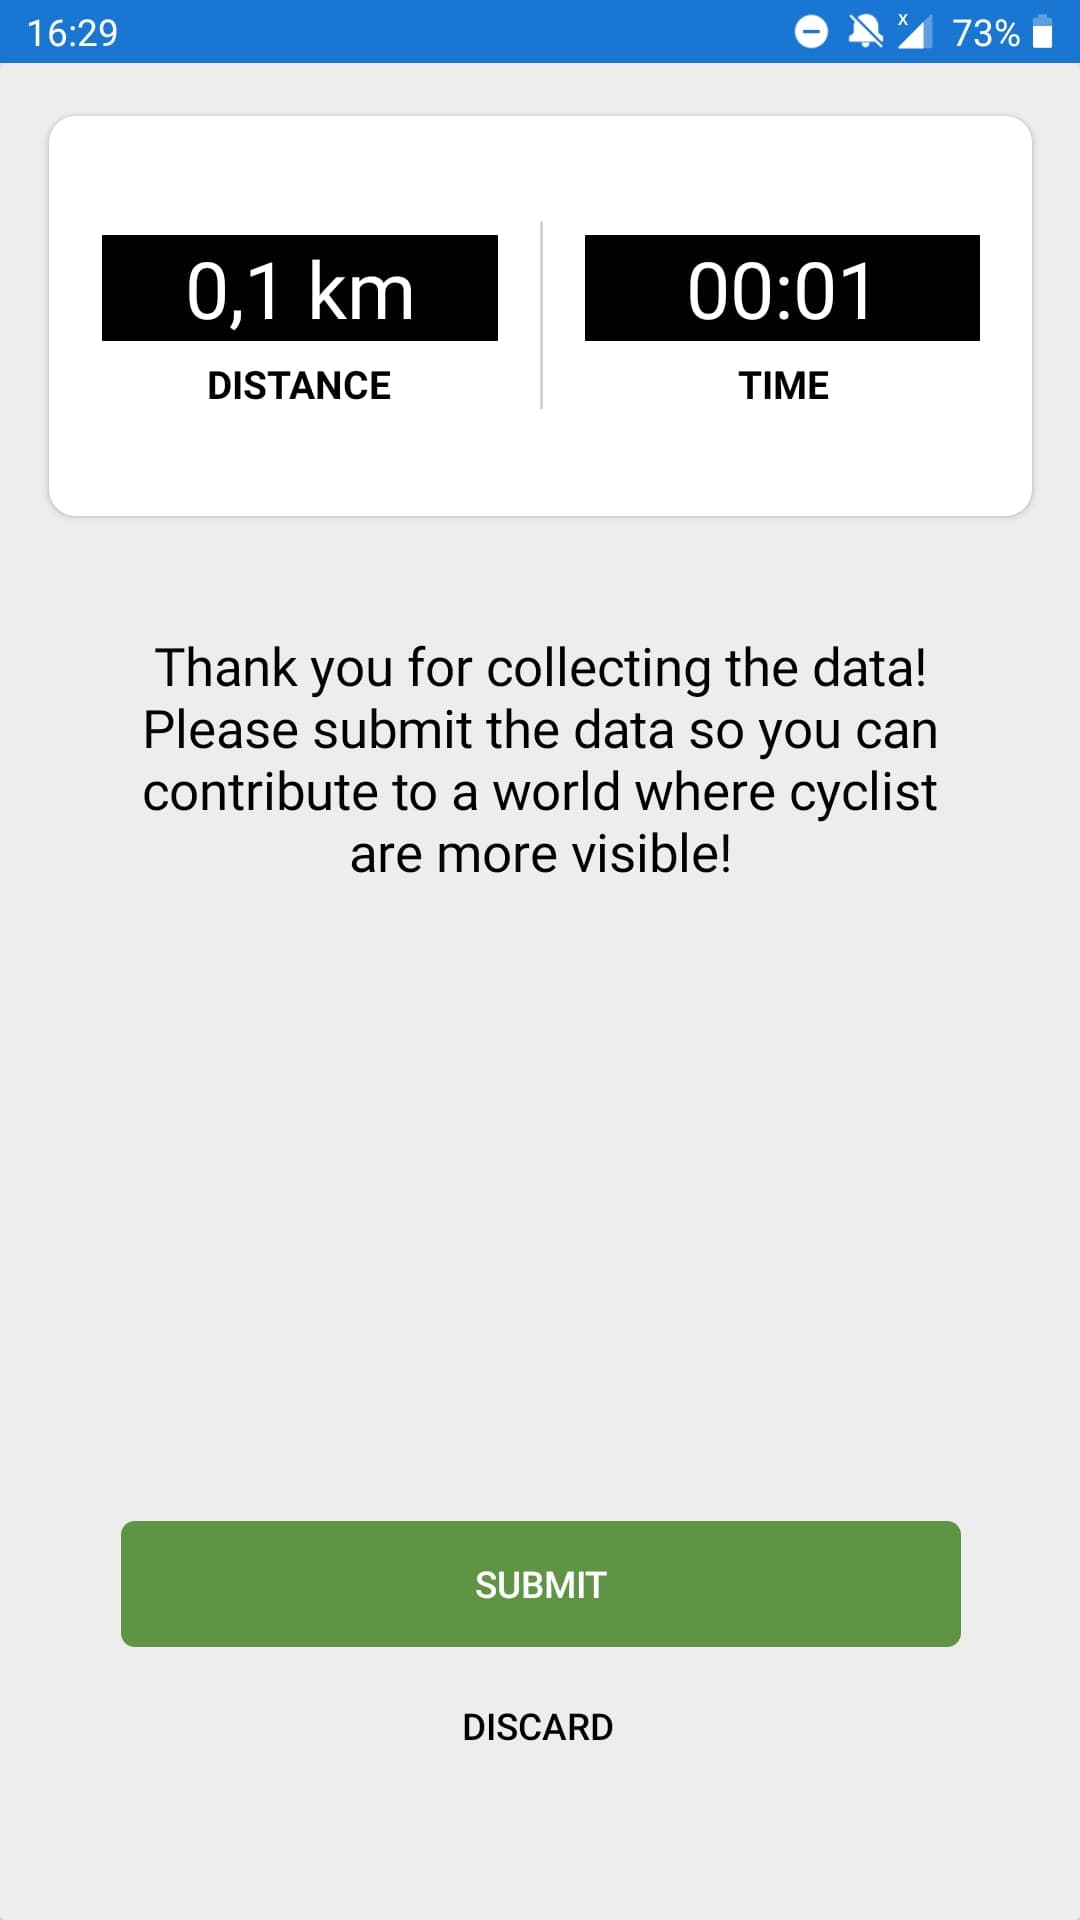 16:29
x
73%
0,1 km
00:01
DISTANCE
TIME
Thank you for collecting the data!
Please submit the data so you can
contribute to a world where cyclist
are more visible!
SUBMIT
DISCARD